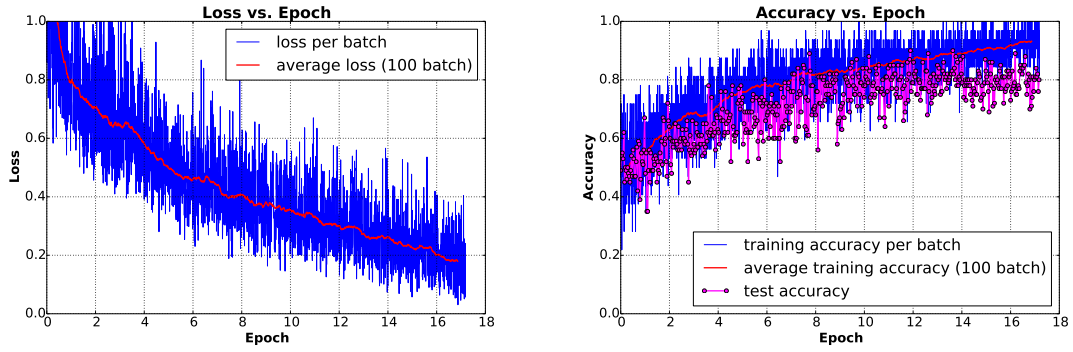 Loss vs. Epoch
1.0
0.8
0.6
0.4
0.2
0.0
Loss
loss per batch
average loss (100 batch)
0 2 4 6 8 10 12 14 16 18
Epoch
Accuracy vs. Epoch
1.0
0.8
0.6
0.4
0.2
0.0
Accuracy
training accuracy per batch
average training accuracy (100 batch)
test accuracy
0 2 4 6 8 10 12 14 16 18
Epoch